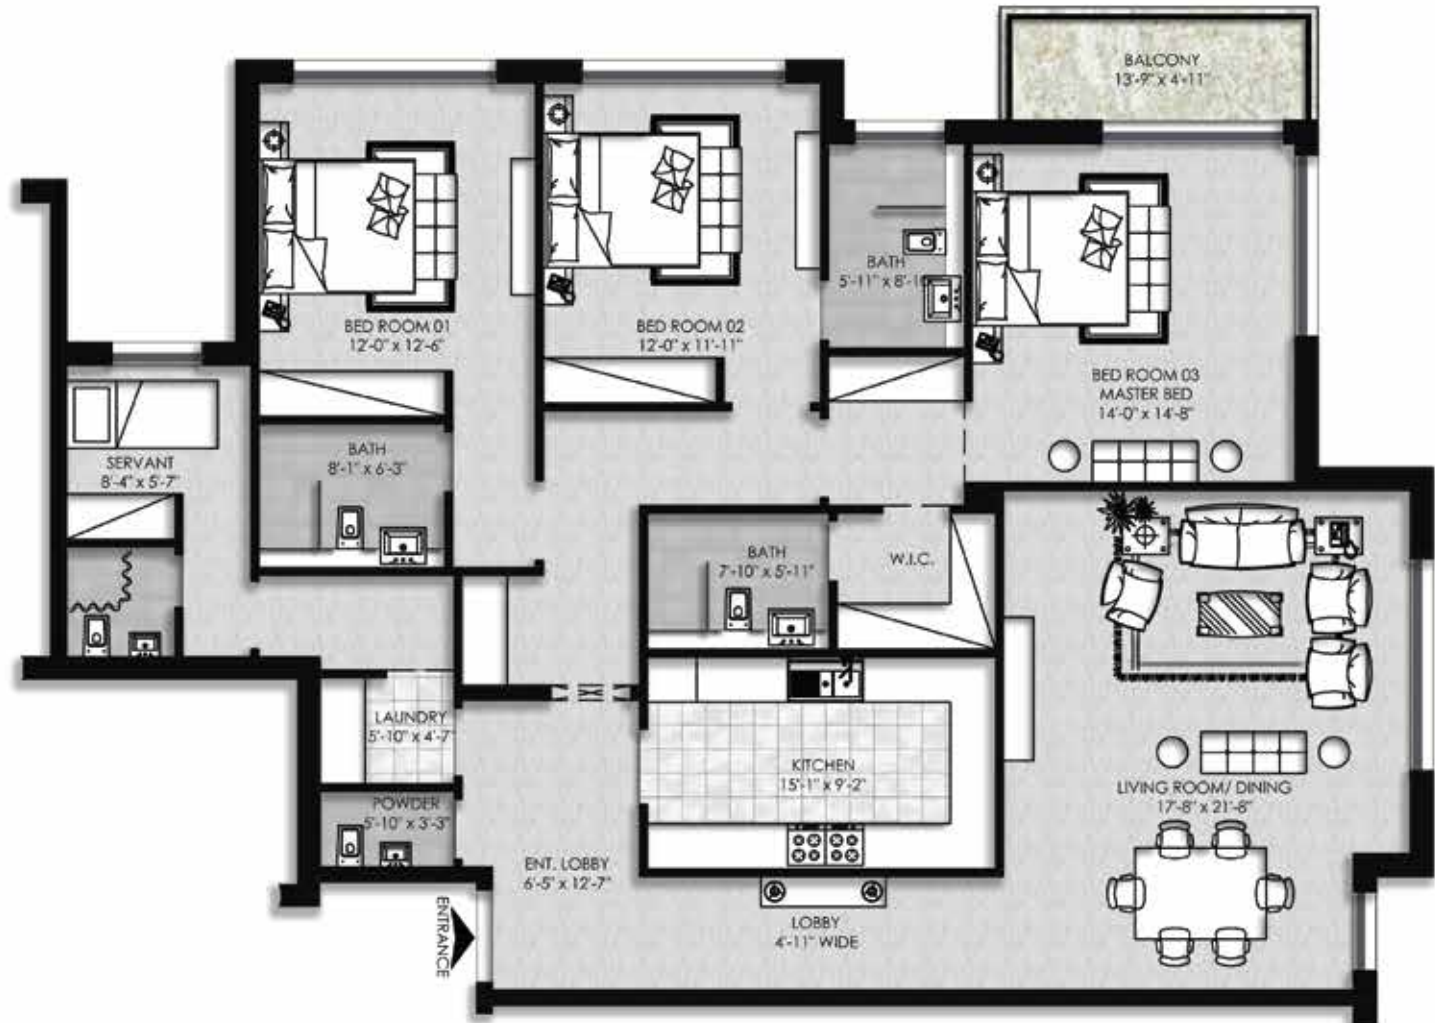 BALCONY
13'-9" x 4'-11"
BED ROOM 01
12'-0" x 12'-6"
BED ROOM 02
12'-0" x 11'-11"
BATH
5'-11" x 8'-10
BED ROOM 03
MASTER BED
14'-0" x 14'-8"
SERVANT
8'-4" x 5'-7"
BATH
8'-1" x 6'-3"
BATH
7'-10" x 5'-11"
W.I.C.
LAUNDRY
5'-10" x 4'-7"
KITCHEN
15'-1" x 9'-2"
LIVING ROOM/ DINING
17'-8" x 21'-8"
POWDER
5'-10" x 3'-3"
ENT. LOBBY
6'-5" x 12'-7"
ENTRANCE
LOBBY
4'-11" WIDE